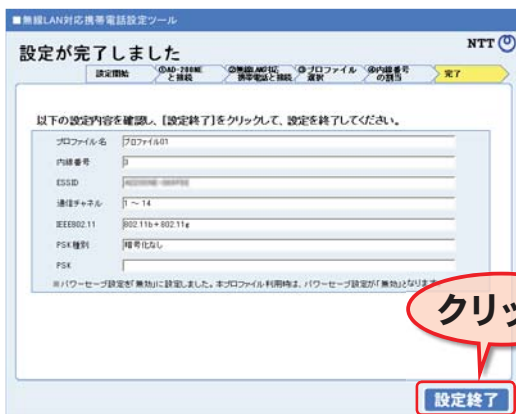 ■無線LAN対応携帯電話設定ツール
設定が完了しました
NTT
設定開始
①AD-200NE と接続
②無線LAN対応 携帯電話と接続
③プロファイル 選択
④内線番号 の割当
完了
以下の設定内容を確認し、[設定終了]をクリックして、設定を終了してください。
プロファイル名 プロファイル01
内線番号 3
ESSID
通信チャネル 1 ～ 14
IEEE802.11 802.11b+802.11g
PSK種別 暗号化なし
PSK
※パワーセーブ設定を「無効」に設定しました。本プロファイル利用時は、パワーセーブ設定が「無効」となります
クリッ
設定終了